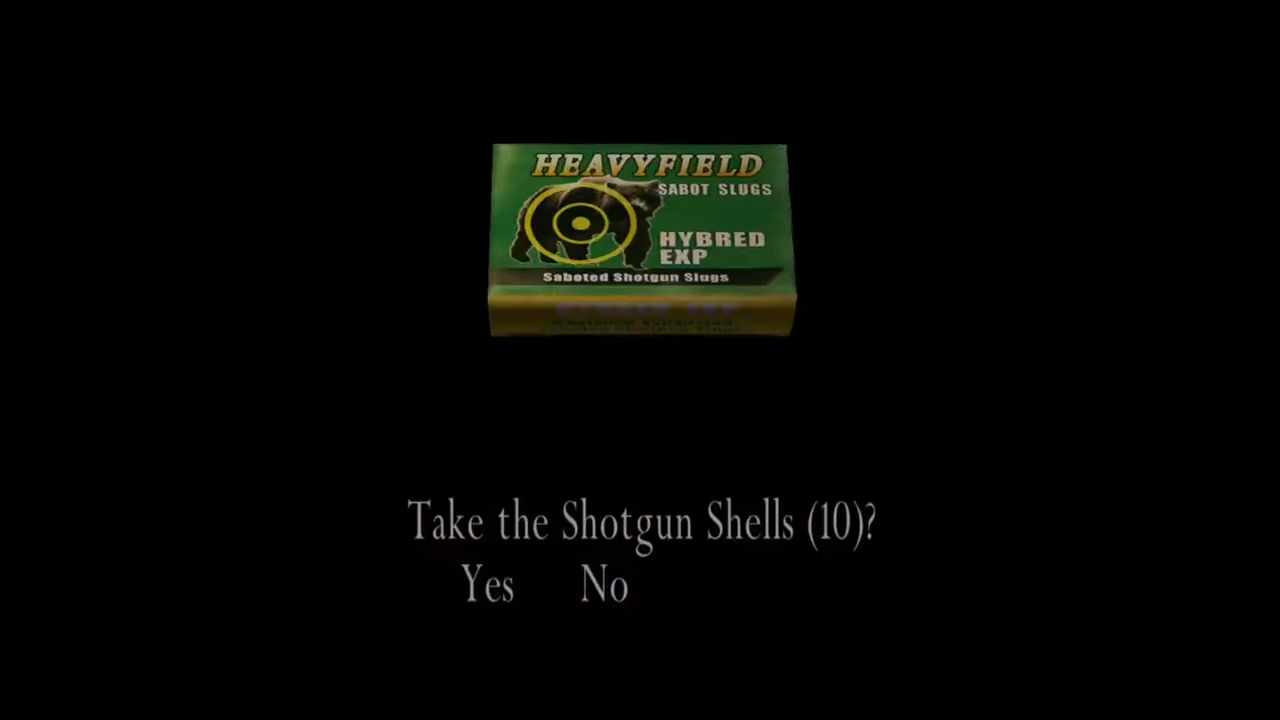 HEAVYFIELD
SABOT SLUGS
HYBRED
EXP
Saboted Shotgun Slugs
Take the Shotgun Shells (10)?
Yes No